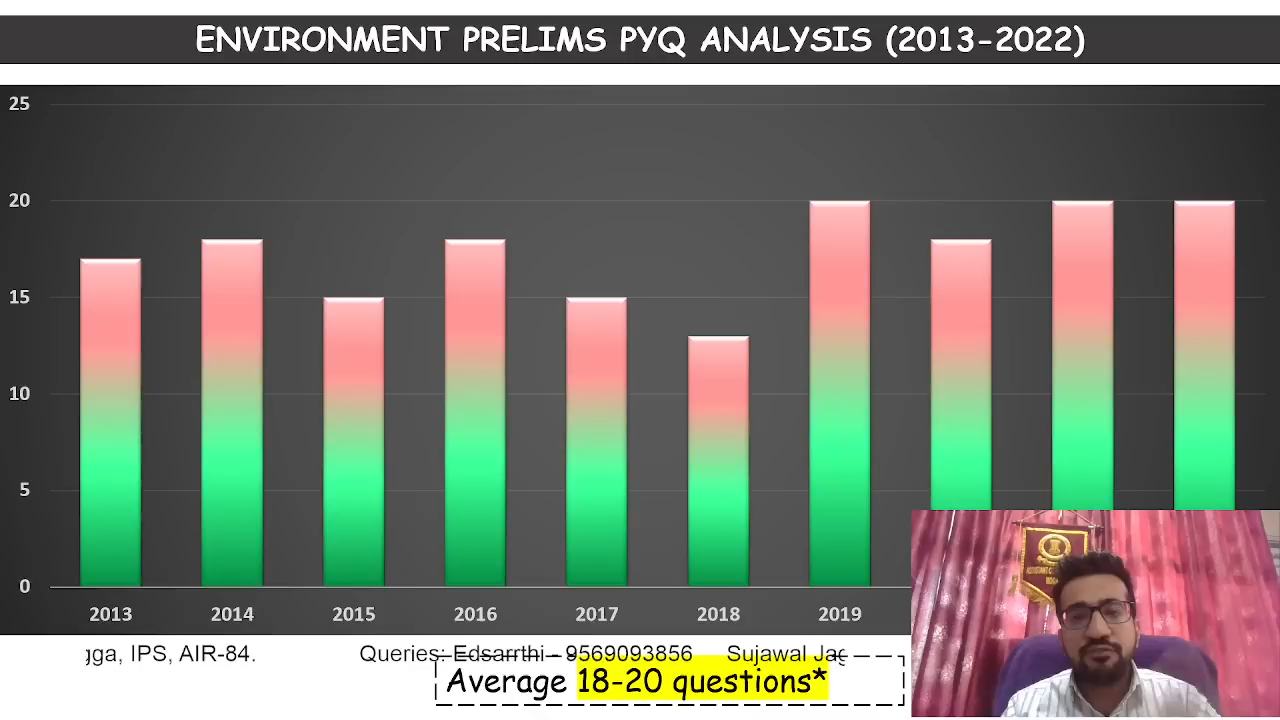 ENVIRONMENT PRELIMS PYQ ANALYSIS (2013-2022)
25
20
15
10
5
0
2013 2014 2015 2016 2017 2018 2019
gga, IPS, AIR-84. Queries: Edsarrthi - 9569093856 Sujawal Jag
Average 18-20 questions*